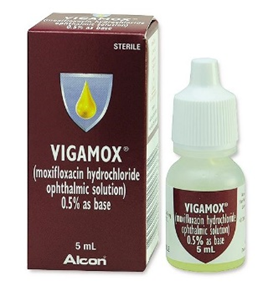 STERILE
VIGAMOX®
(moxifloxacin hydrochloride
ophthalmic solution)
0.5% as base
5 mL
Alcon®
VIGAMOX®
(moxifloxacin hydrochloride
ophthalmic solution)
0.5% as base
5 mL